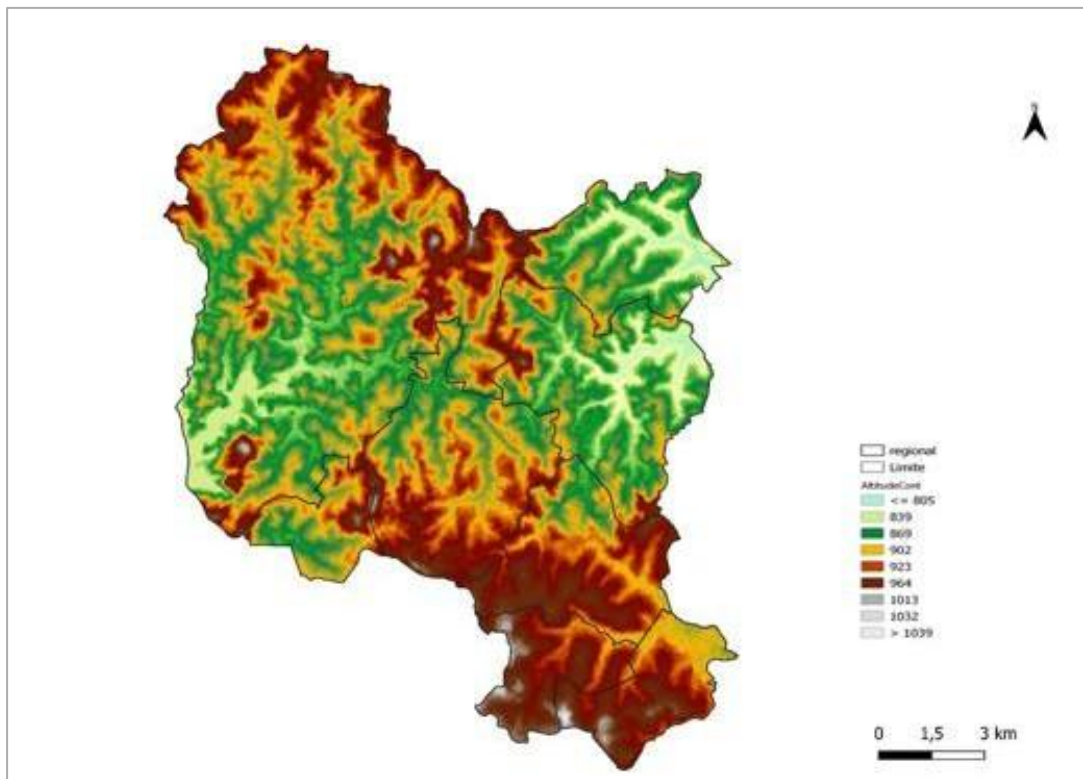 N
regional
Limite
AltitudeCont
<= 805
839
869
902
923
964
1013
1032
> 1039
0 1,5 3 km